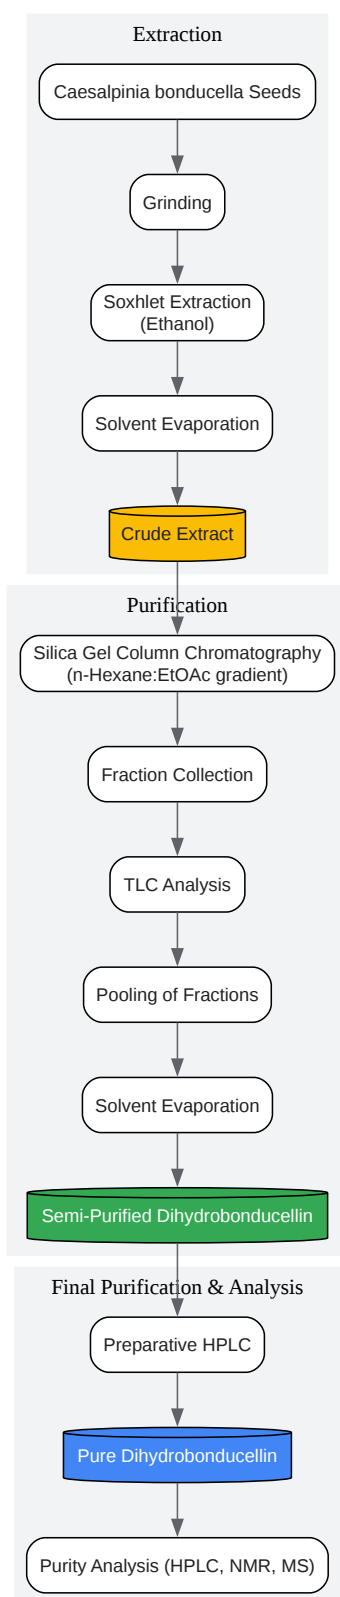 Extraction
Caesalpinia bonducella Seeds
Grinding
Soxhlet Extraction
(Ethanol)
Solvent Evaporation
Crude Extract
Purification
Silica Gel Column Chromatography
(n-Hexane:EtOAc gradient)
Fraction Collection
TLC Analysis
Pooling of Fractions
Solvent Evaporation
Semi-Purified Dihydrobonducellin
Final Purification & Analysis
Preparative HPLC
Pure Dihydrobonducellin
Purity Analysis (HPLC, NMR, MS)